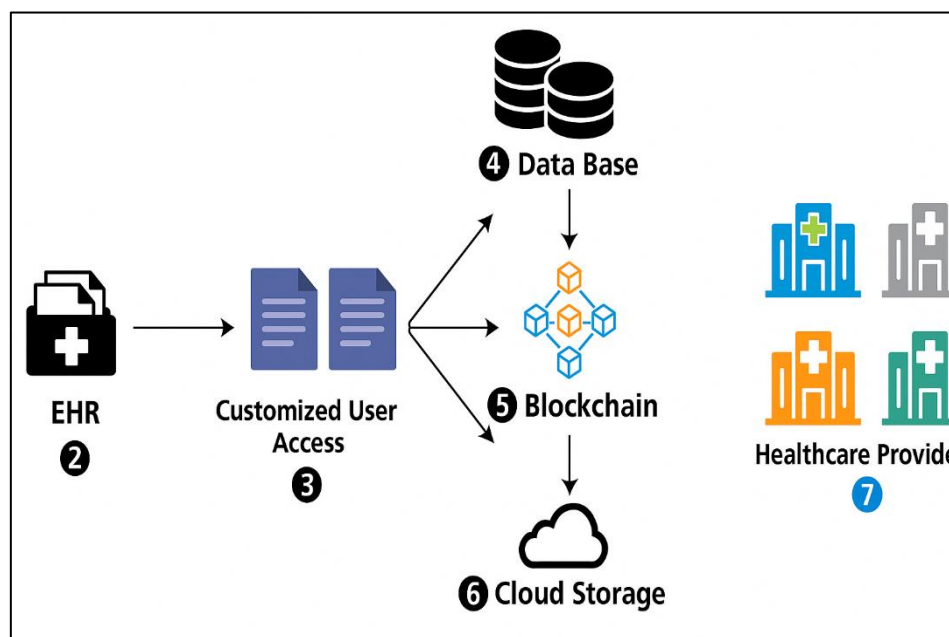 4 Data Base
EHR
2
Customized User
Access
3
5 Blockchain
6 Cloud Storage
Healthcare Provide
7